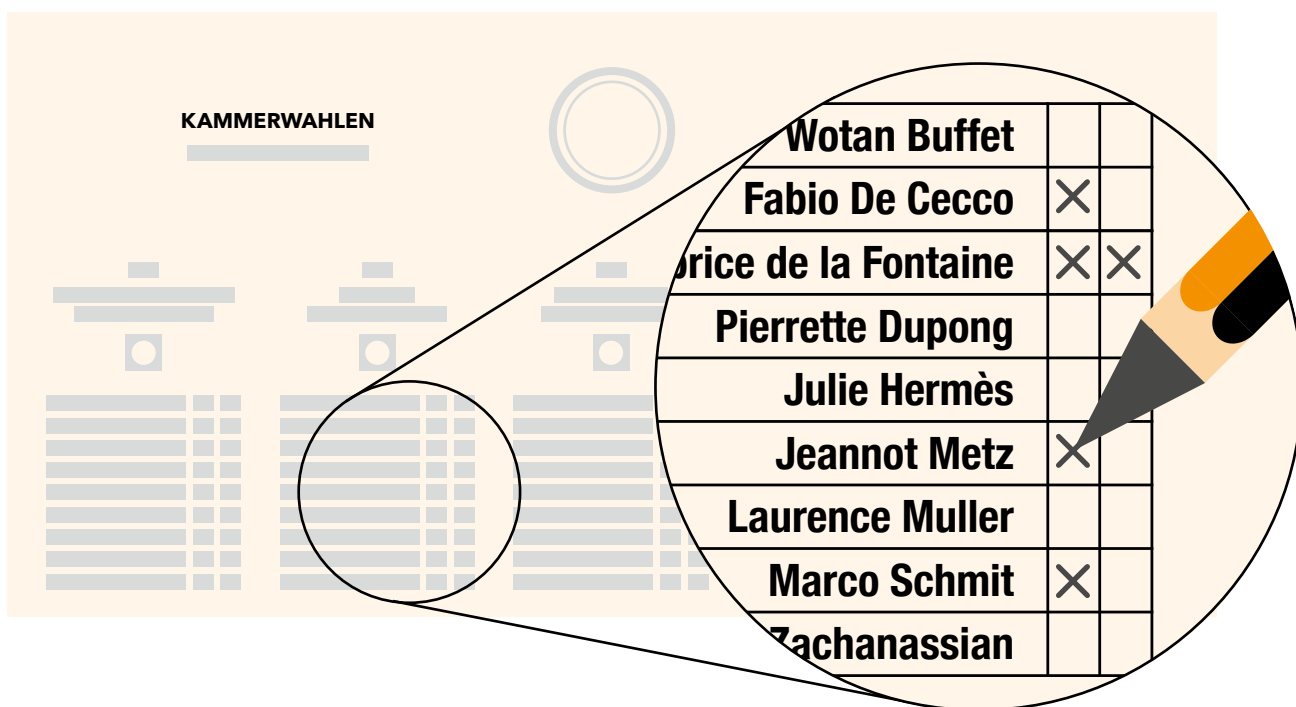 KAMMERWAHLEN
Wotan Buffet
Fabio De Cecco
de la Fontaine
Pierrette Dupong
Julie Hermès
Jeannot Metz
Laurence Muller
Marco Schmit
Zachanassian